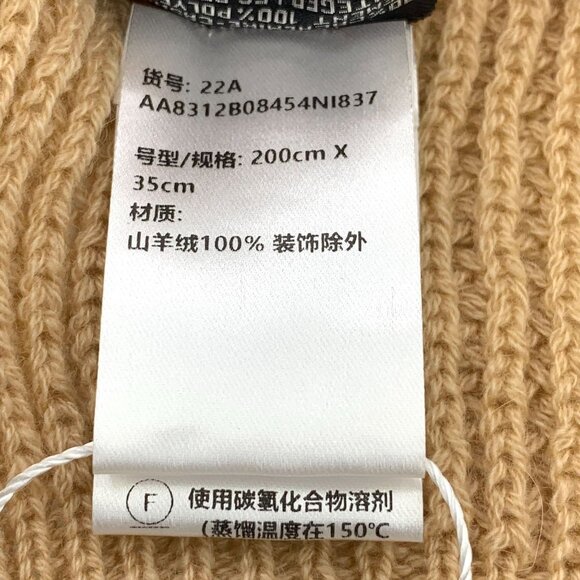 100% POLY
货号: 22A
AA8312B08454NI837
号型/规格: 200cm X
35cm
材质:
山羊绒100% 装饰除外
F 使用碳氢化合物溶剂
(蒸馏温度在150℃